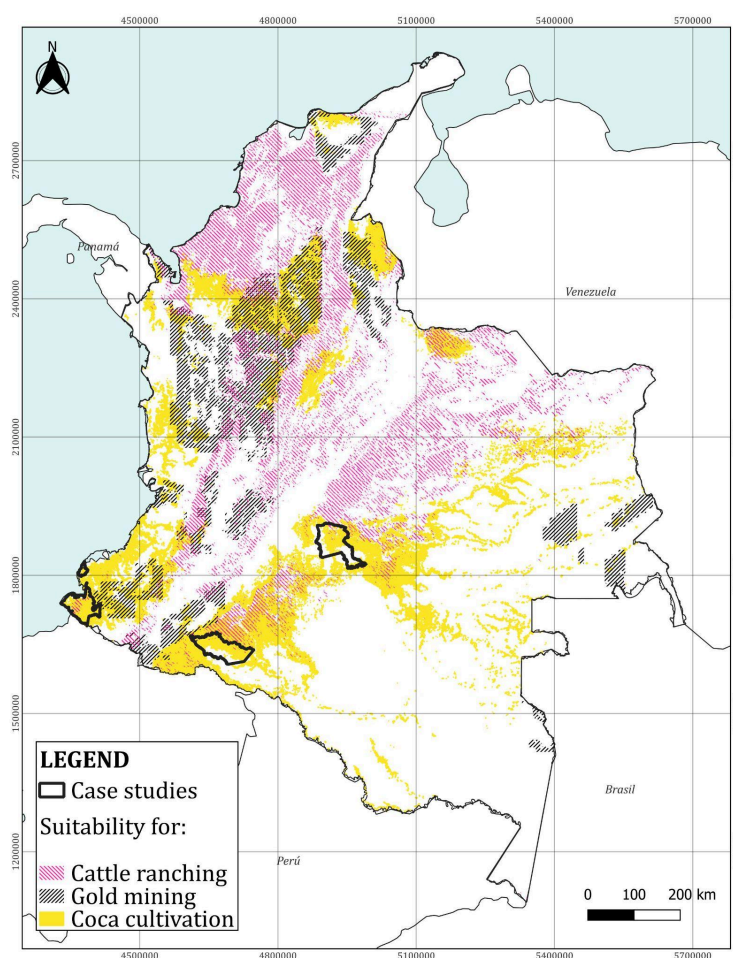 4500000 4800000 5100000 5400000 5700000
N
2700000
Panamá
2400000
Venezuela
2100000
1800000
1500000
LEGEND
Case studies
Suitability for:
Brasil
1200000
Perú
Cattle ranching
Gold mining
Coca cultivation
0 100 200 km
4500000 4800000 5100000 5400000 5700000